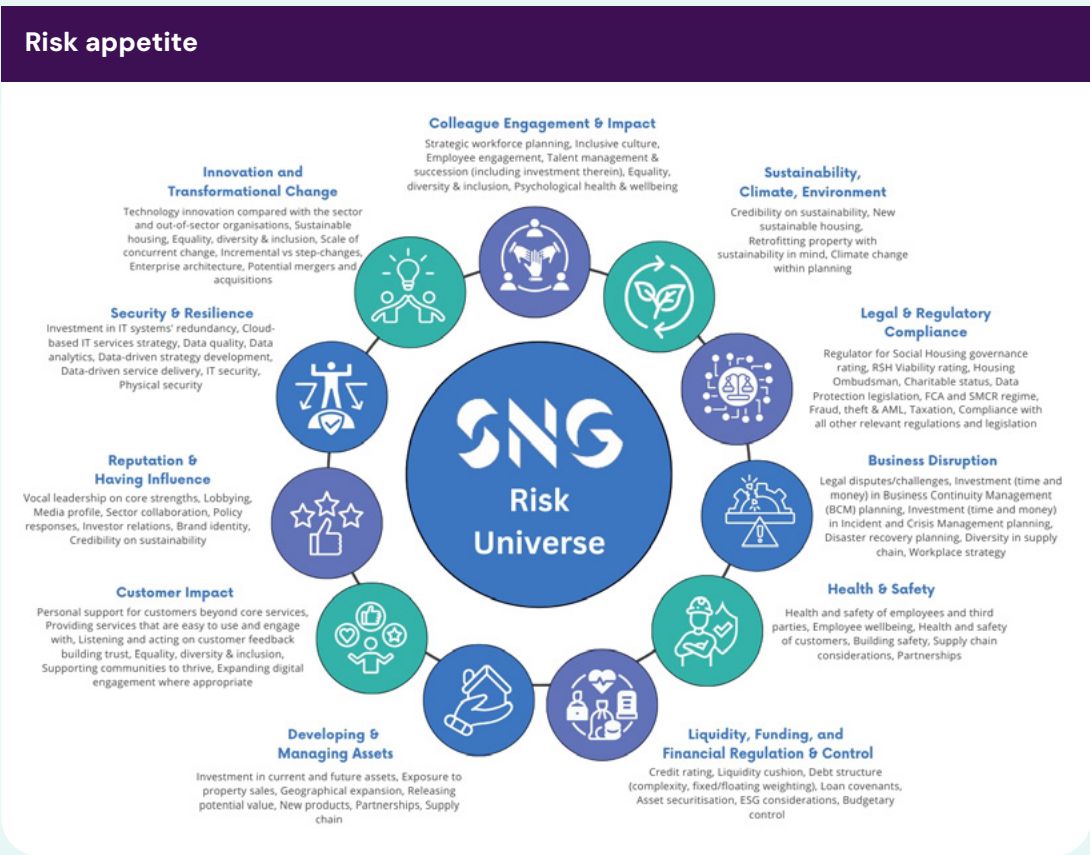 Risk appetite
Colleague Engagement & Impact
Strategic workforce planning, Inclusive culture,
Employee engagement, Talent management &
succession (including investment therein), Equality,
diversity & inclusion, Psychological health & wellbeing
Sustainability,
Climate, Environment
Credibility on sustainability, New
sustainable housing,
Retrofitting property with
sustainability in mind, Climate change
within planning
Legal & Regulatory
Compliance
Regulator for Social Housing governance
rating, RSH Viability rating, Housing
Ombudsman, Charitable status, Data
Protection legislation, FCA and SMCR regime,
Fraud, theft & AML, Taxation, Compliance with
all other relevant regulations and legislation
Business Disruption
Legal disputes/challenges, Investment (time and
money) in Business Continuity Management
(BCM) planning, Investment (time and money)
in Incident and Crisis Management planning,
Disaster recovery planning, Diversity in supply
chain, Workplace strategy
Health & Safety
Health and safety of employees and third
parties, Employee wellbeing, Health and safety
of customers, Building safety, Supply chain
considerations, Partnerships
Liquidity, Funding, and
Financial Regulation & Control
Credit rating, Liquidity cushion, Debt structure
(complexity, fixed/floating weighting), Loan covenants,
Asset securitisation, ESG considerations, Budgetary
control
Developing &
Managing Assets
Investment in current and future assets, Exposure to
property sales, Geographical expansion, Releasing
potential value, New products, Partnerships, Supply
chain
Customer Impact
Personal support for customers beyond core services,
Providing services that are easy to use and engage
with, Listening and acting on customer feedback
building trust, Equality, diversity & inclusion,
Supporting communities to thrive, Expanding digital
engagement where appropriate
Reputation &
Having Influence
Vocal leadership on core strengths, Lobbying,
Media profile, Sector collaboration, Policy
responses, Investor relations, Brand identity,
Credibility on sustainability
Security & Resilience
Investment in IT systems' redundancy, Cloud-
based IT services strategy, Data quality, Data
analytics, Data-driven strategy development,
Data-driven service delivery, IT security,
Physical security
Innovation and
Transformational Change
Technology innovation compared with the sector
and out-of-sector organisations, Sustainable
housing, Equality, diversity & inclusion, Scale of
concurrent change, Incremental vs step-changes,
Enterprise architecture, Potential mergers and
acquisitions
SNG
Risk
Universe